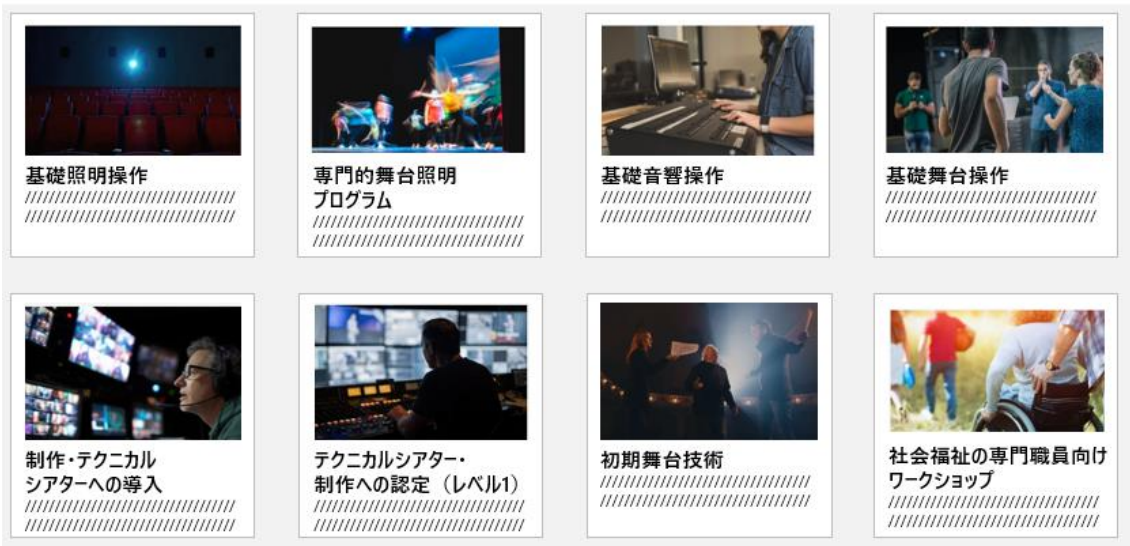 基礎照明操作
専門的舞台照明
プログラム
基礎音響操作
基礎舞台操作
制作・テクニカル
シアターへの導入
テクニカルシアター・
制作への認定（レベル1）
初期舞台技術
社会福祉の専門職員向け
ワークショップ